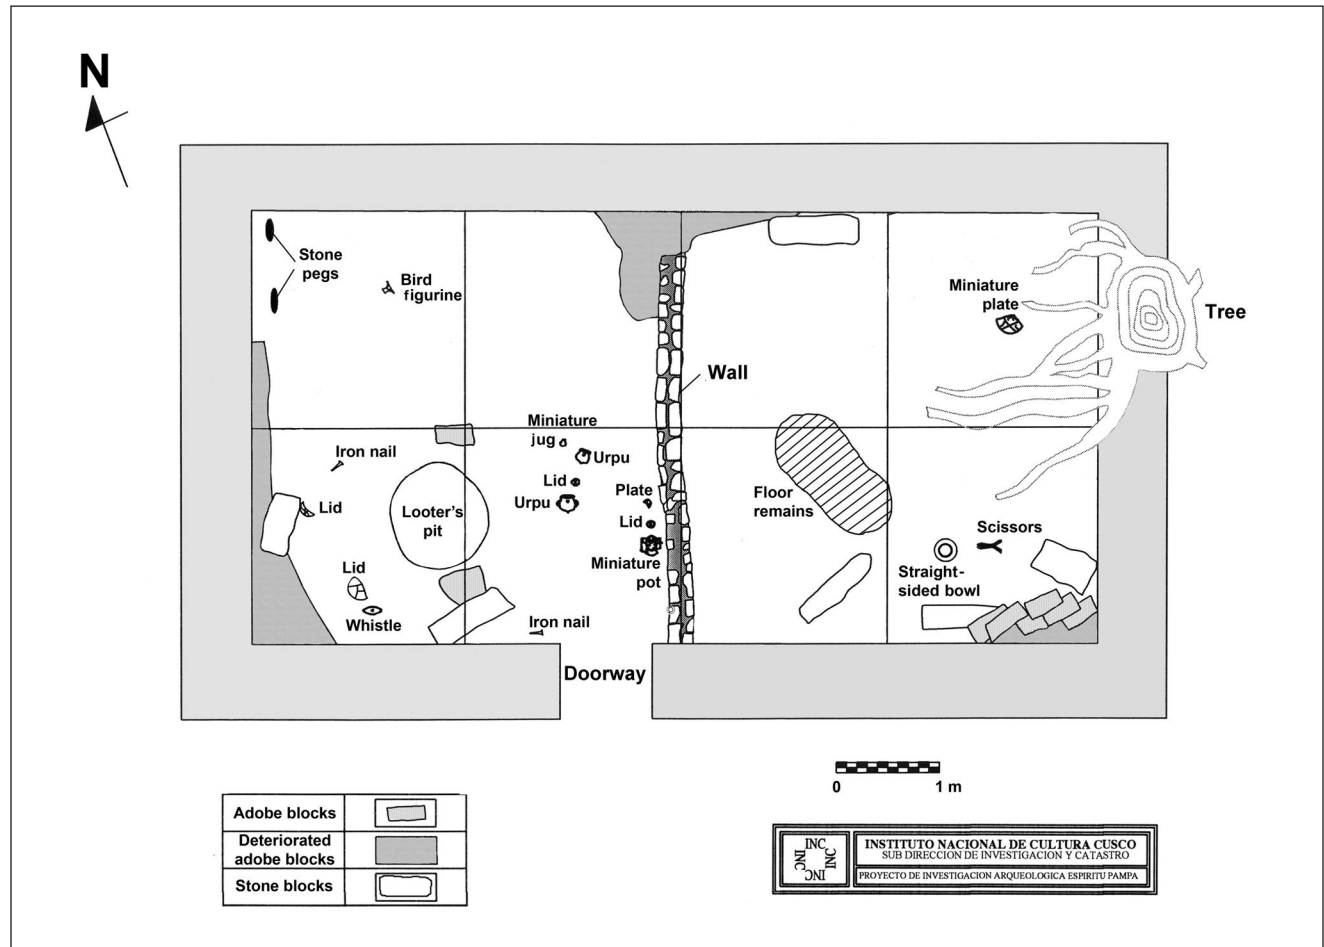 N
Stone
pegs
Bird
figurine
Miniature
plate
Tree
Wall
Miniature
jug
Urpu
Iron nail
Lid
Urpu
Plate
Lid
Lid
Looter's
pit
Floor
remains
Miniature
pot
Scissors
Straight-
sided bowl
Lid
Whistle
Iron nail
Doorway
0 1 m
Adobe blocks
Deteriorated
adobe blocks
Stone blocks
INC
INC
INC
INC
INSTITUTO NACIONAL DE CULTURA CUSCO
SUB DIRECCION DE INVESTIGACION Y CATASTRO
PROYECTO DE INVESTIGACION ARQUEOLOGICA ESPIRITU PAMPA